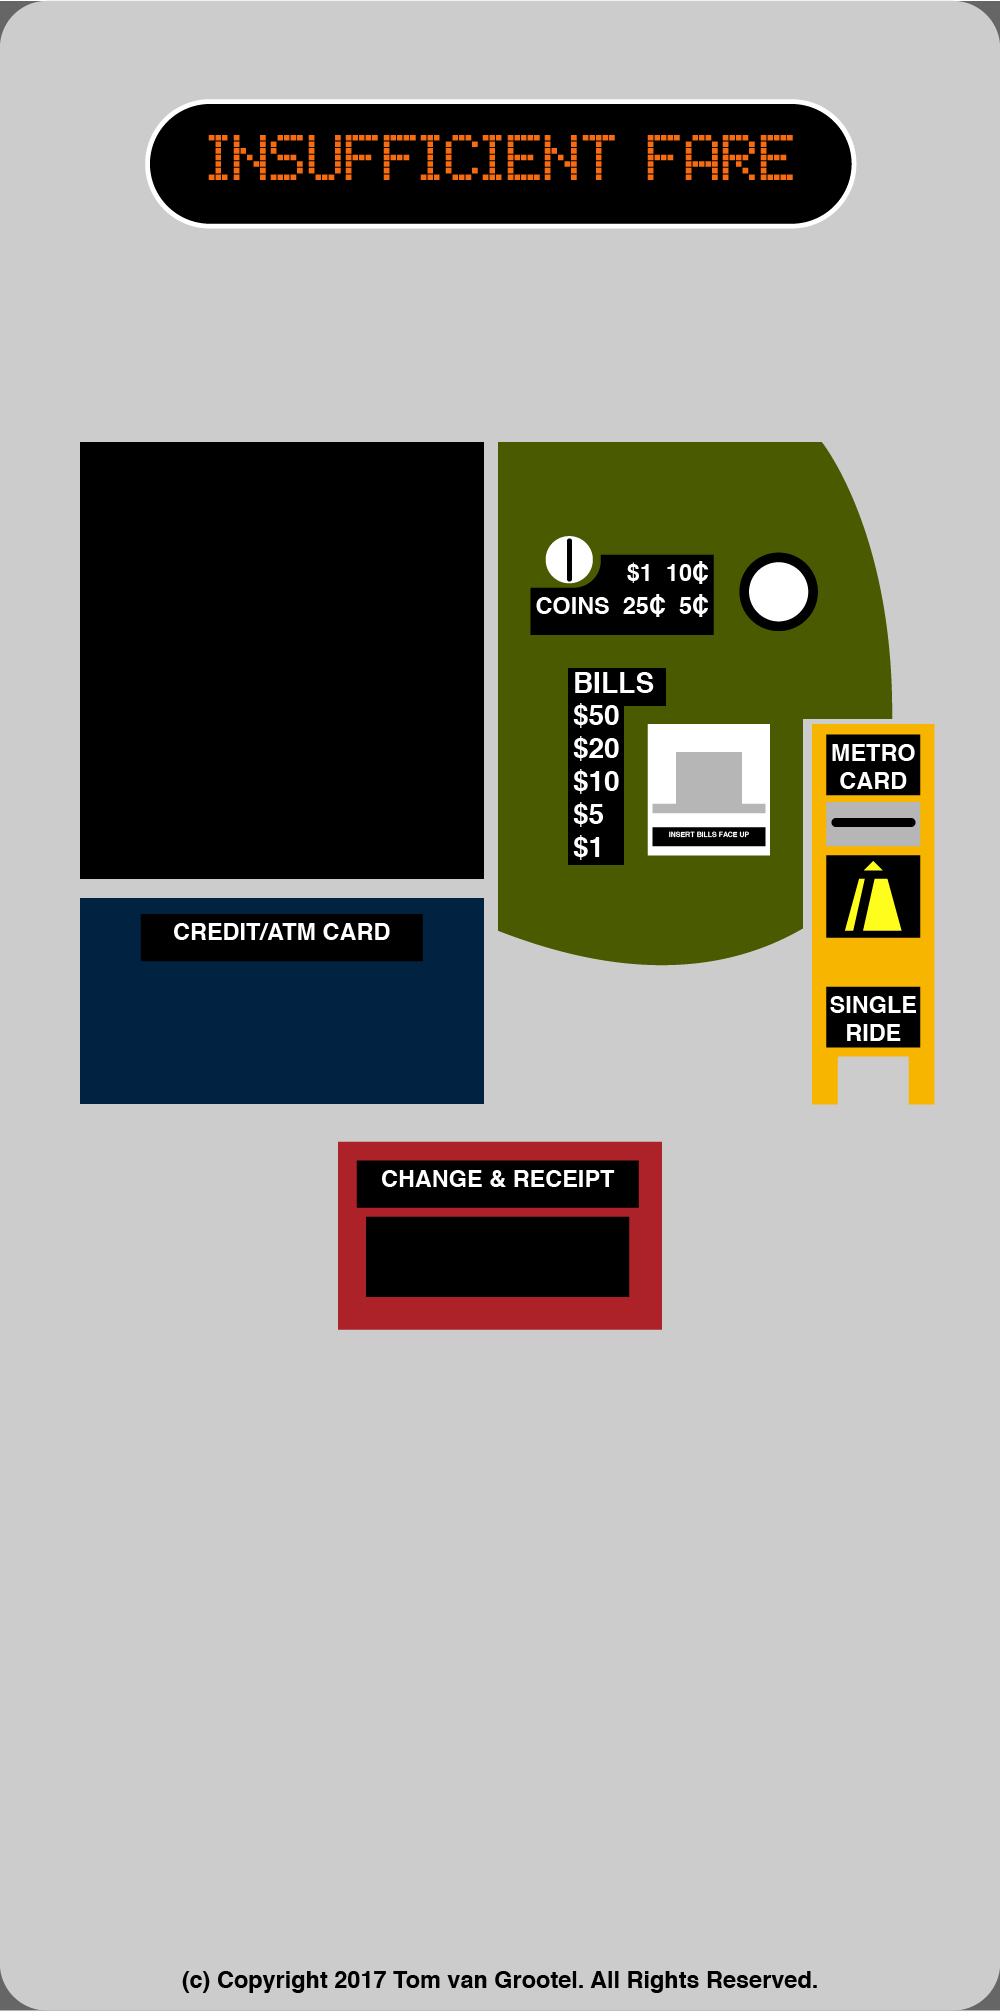 INSUFFICIENT FARE
$1 10¢
COINS 25¢ 5¢
BILLS
$50
$20
$10
$5
$1
INSERT BILLS FACE UP
METRO
CARD
SINGLE
RIDE
CREDIT/ATM CARD
CHANGE & RECEIPT
(c) Copyright 2017 Tom van Grootel. All Rights Reserved.